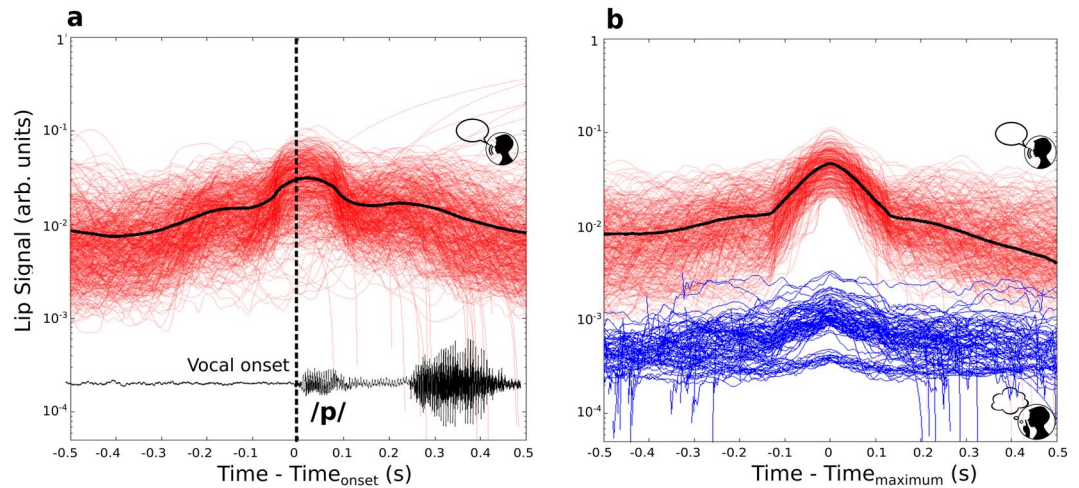 a
b
Lip Signal (arb. units)
1
10⁻¹
10⁻²
10⁻³
10⁻⁴
Vocal onset
/p/
-0.5 -0.4 -0.3 -0.2 -0.1 0 0.1 0.2 0.3 0.4 0.5
Time - Time_onset (s)
1
10⁻¹
10⁻²
10⁻³
10⁻⁴
-0.5 -0.4 -0.3 -0.2 -0.1 0 0.1 0.2 0.3 0.4 0.5
Time - Time_maximum (s)